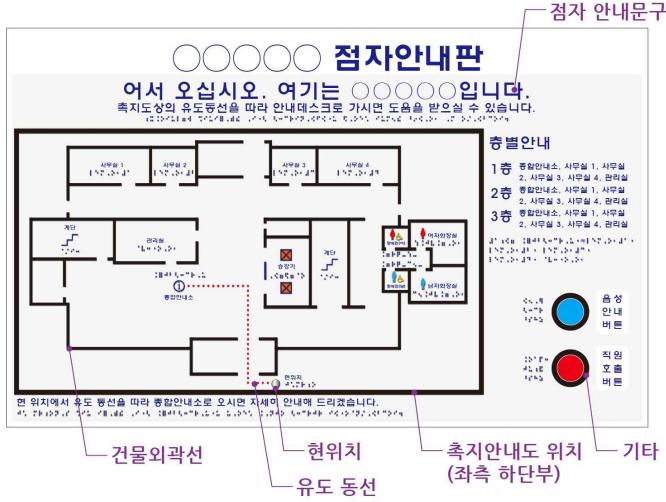 점자 안내문구
○○○○○ 점자안내판
어서 오십시오. 여기는 ○○○○○입니다.
촉지도상의 유도동선을 따라 안내데스크로 가시면 도움을 받으실 수 있습니다.
층별안내
1층 종합안내소, 사무실 1, 사무실
2, 사무실 3, 사무실 4, 관리실
2층 종합안내소, 사무실 1, 사무실
2, 사무실 3, 사무실 4, 관리실
3층 종합안내소, 사무실 1, 사무실
2, 사무실 3, 사무실 4, 관리실
사무실 1
사무실 2
사무실 3
사무실 4
계단
관리실
승강기
계단
여자화장실
남자화장실
종합안내소
현위치
음성
안내
버튼
직원
호출
버튼
현 위치에서 유도 동선을 따라 종합안내소로 오시면 자세히 안내해 드리겠습니다.
건물외곽선
현위치
유도 동선
촉지안내도 위치
(좌측 하단부)
기타